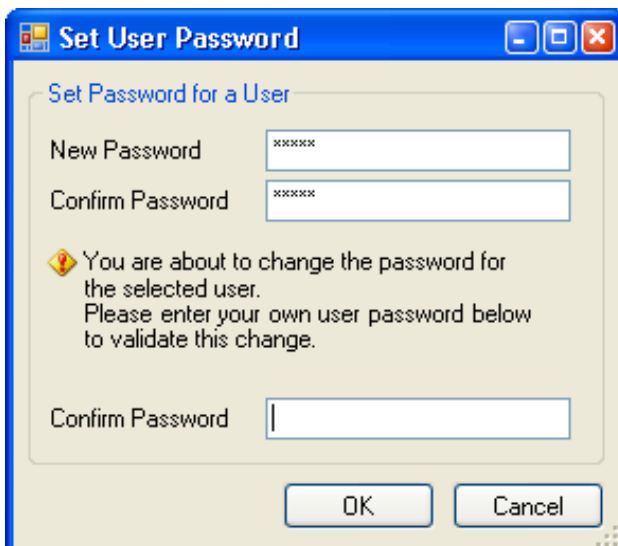 Set User Password
Set Password for a User
New Password *****
Confirm Password *****
You are about to change the password for
the selected user.
Please enter your own user password below
to validate this change.
Confirm Password
OK Cancel